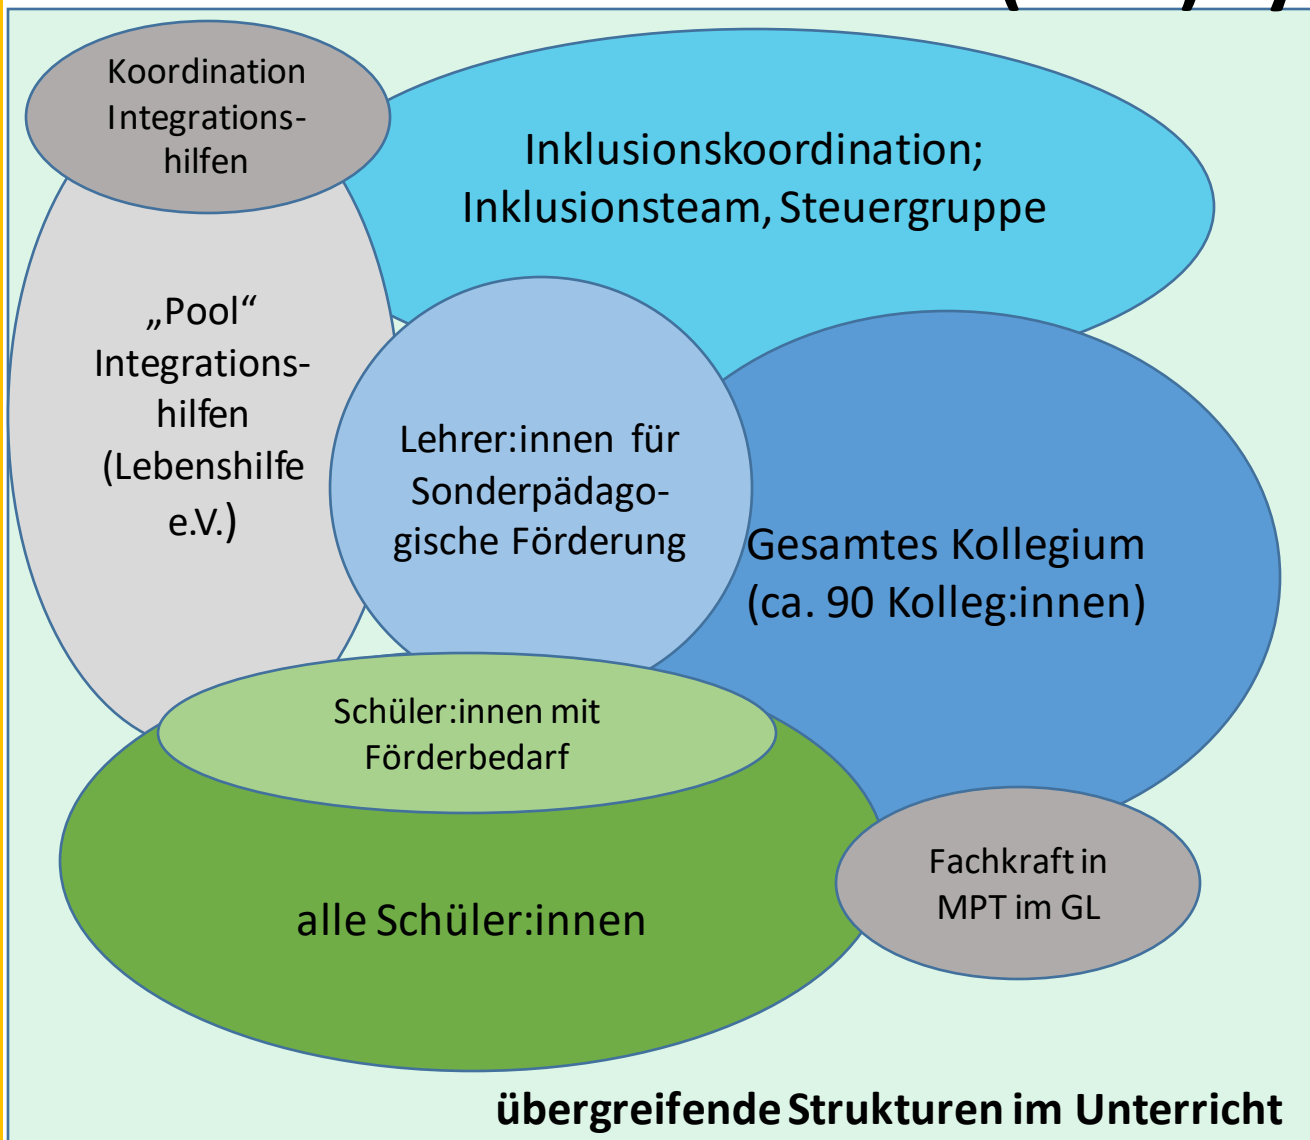 Koordination
Integrations-
hilfen
Inklusionskoordination;
Inklusionsteam, Steuergruppe
„Pool“
Integrations-
hilfen
(Lebenshilfe
e.V.)
Lehrer:innen für
Sonderpädago-
gische Förderung
Gesamtes Kollegium
(ca. 90 Kolleg:innen)
Schüler:innen mit
Förderbedarf
alle Schüler:innen
Fachkraft in
MPT im GL
übergreifende Strukturen im Unterricht